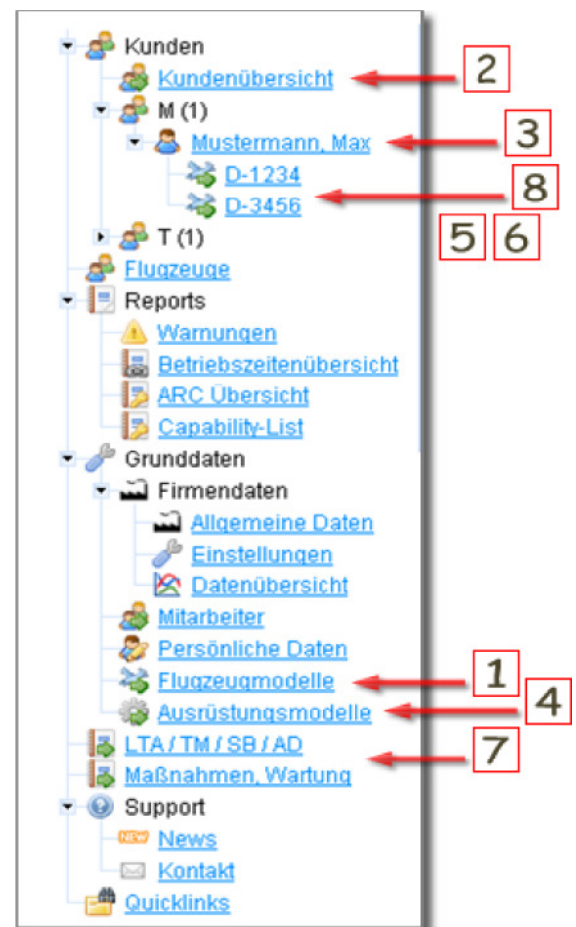 Kunden
Kundenübersicht 2
M (1)
Mustermann, Max 3
D-1234
8
D-3456
5 6
T (1)
Flugzeuge
Reports
Warnungen
Betriebszeitenübersicht
ARC Übersicht
Capability-List
Grunddaten
Firmendaten
Allgemeine Daten
Einstellungen
Datenübersicht
Mitarbeiter
Persönliche Daten
Flugzeugmodelle 1
Ausrüstungsmodelle 4
LTA / TM / SB / AD
7
Maßnahmen, Wartung
Support
NEW News
Kontakt
Quicklinks